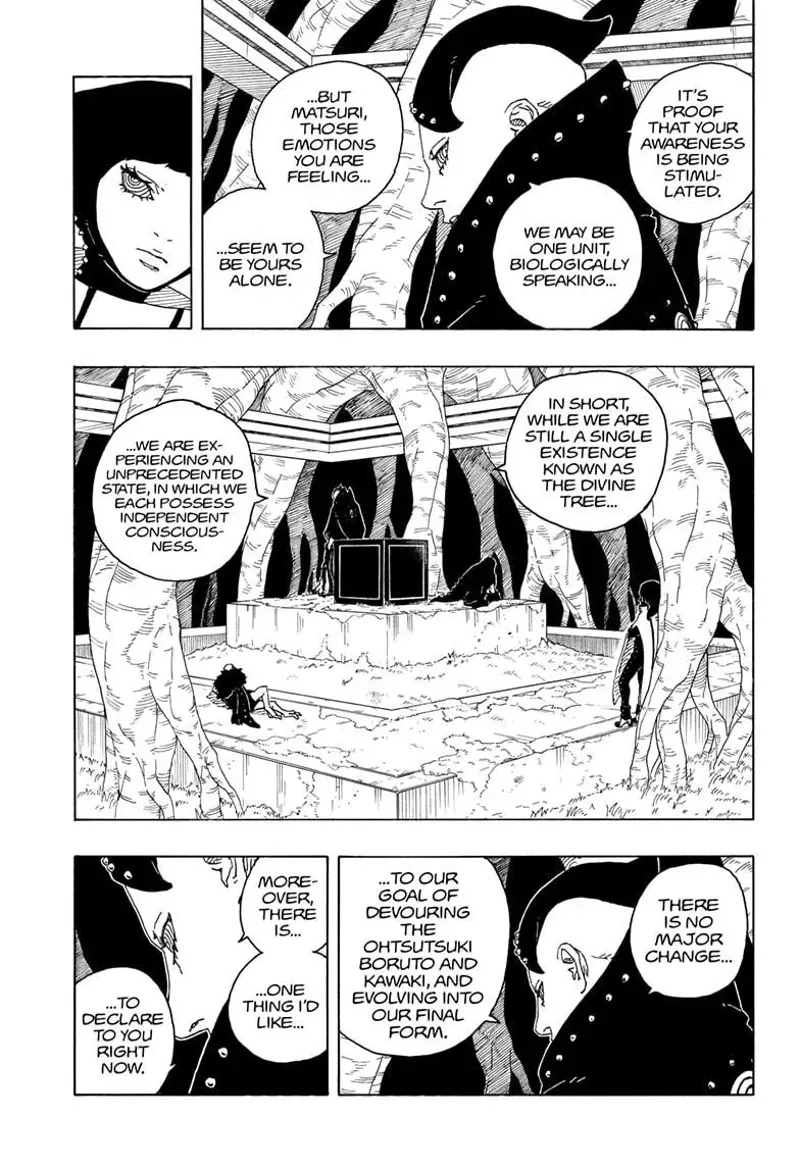 IT'S
PROOF
THAT YOUR
AWARENESS
IS BEING
STIMU-
LATED.
WE MAY BE
ONE UNIT,
BIOLOGICALLY
SPEAKING...
...BUT
MATSURI,
THOSE
EMOTIONS
YOU ARE
FEELING...
...SEEM TO
BE YOURS
ALONE.
IN SHORT,
WHILE WE ARE
STILL A SINGLE
EXISTENCE
KNOWN AS
THE DIVINE
TREE...
...WE ARE EX-
PERIENCING AN
UNPRECEDENTED
STATE, IN WHICH WE
EACH POSSESS
INDEPENDENT
CONSCIOUS-
NESS.
THERE
IS NO
MAJOR
CHANGE...
...TO OUR
GOAL OF
DEVOURING
THE
OHTSUTSUKI
BORUTO AND
KAWAKI, AND
EVOLVING INTO
OUR FINAL
FORM.
MORE-
OVER,
THERE
IS...
...ONE
THING I'D
LIKE...
...TO
DECLARE
TO YOU
RIGHT
NOW.